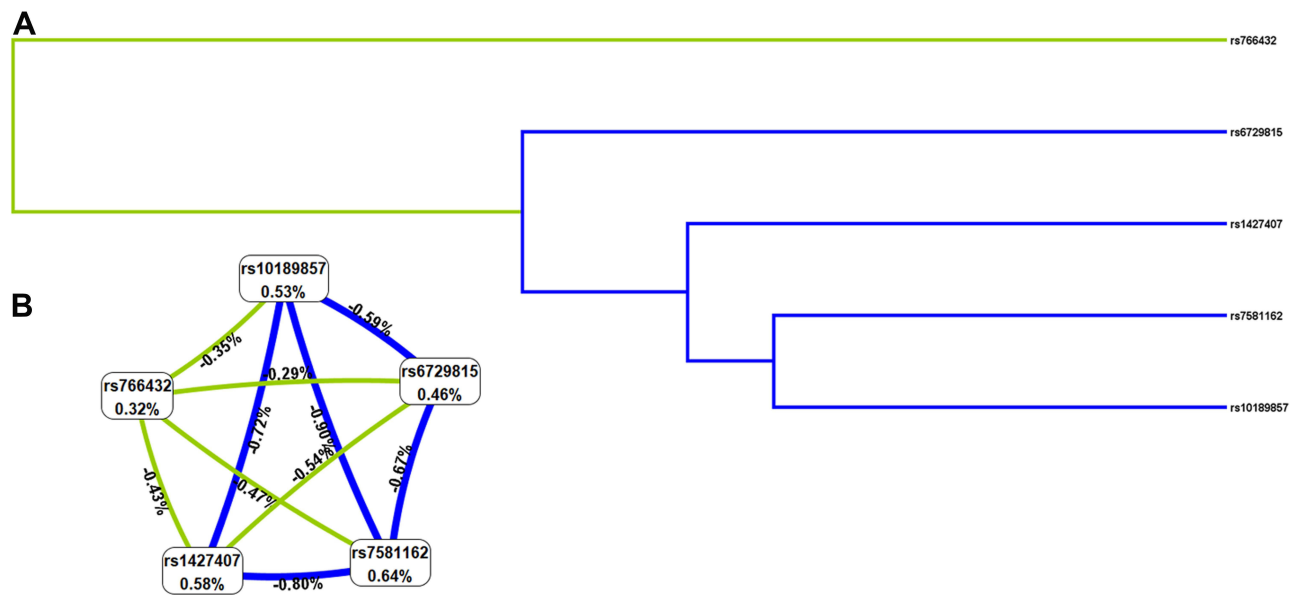 A
rs766432
rs6729815
rs1427407
rs7581162
rs10189857
B
rs10189857
0.53%
-0.59%
-0.35%
rs6729815
0.46%
-0.29%
rs766432
0.32%
-0.72%
-0.90%
-0.54%
-0.67%
-0.43%
-0.47%
rs1427407
0.58%
rs7581162
0.64%
-0.80%